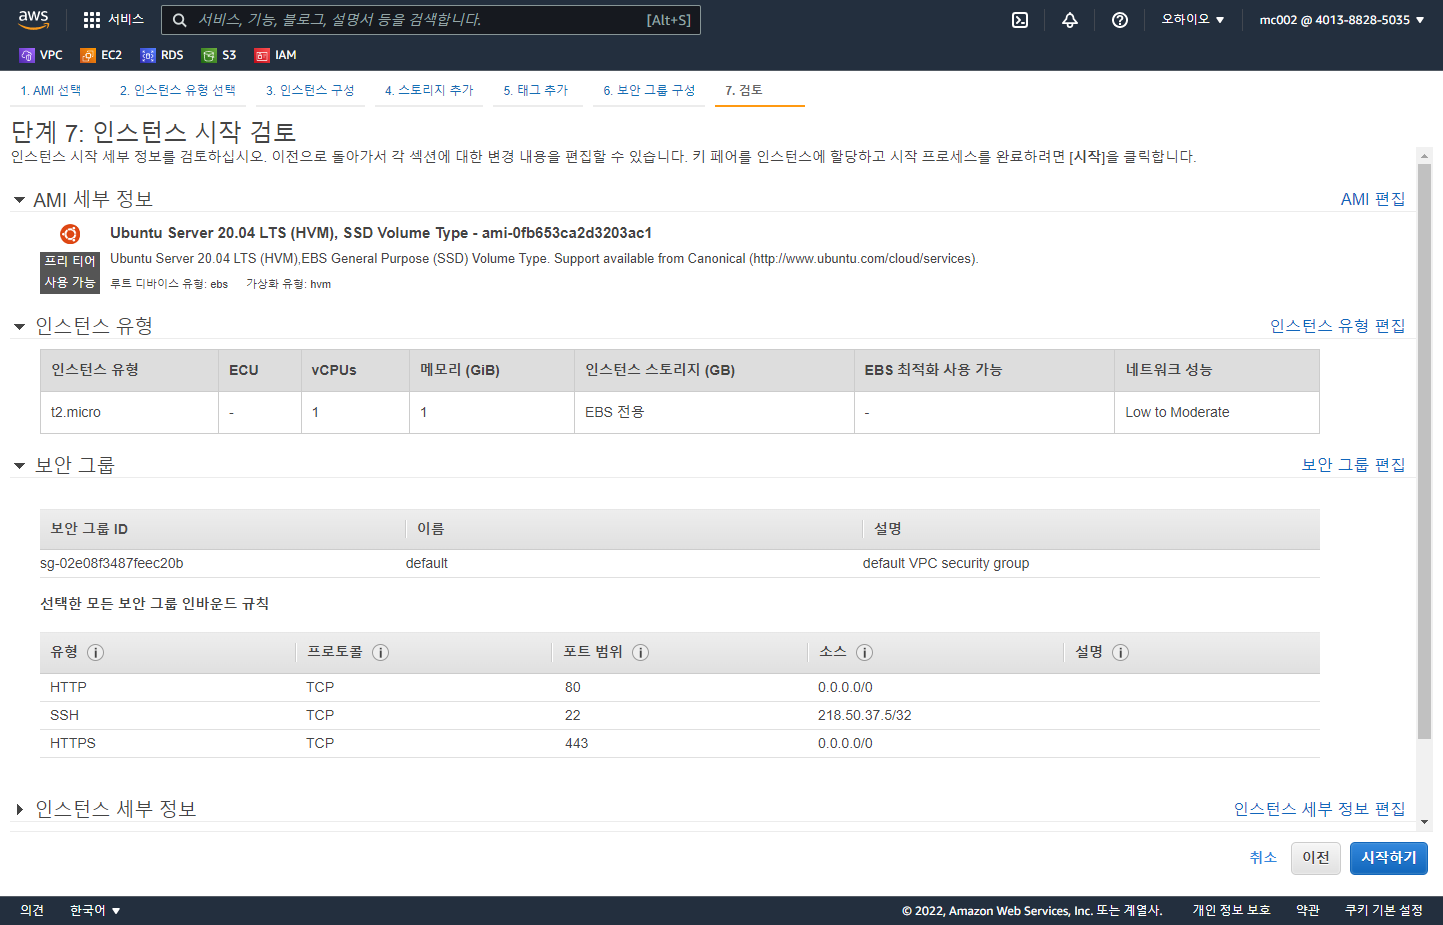 aws
서비스
서비스, 기능, 블로그, 설명서 등을 검색합니다.
[Alt+S]
오하이오 ▼
mc002 @ 4013-8828-5035 ▼
VPC
EC2
RDS
S3
IAM
1. AMI 선택
2. 인스턴스 유형 선택
3. 인스턴스 구성
4. 스토리지 추가
5. 태그 추가
6. 보안 그룹 구성
7. 검토
단계 7: 인스턴스 시작 검토
인스턴스 시작 세부 정보를 검토하십시오. 이전으로 돌아가서 각 섹션에 대한 변경 내용을 편집할 수 있습니다. 키 페어를 인스턴스에 할당하고 시작 프로세스를 완료하려면 [시작]을 클릭합니다.
AMI 세부 정보
AMI 편집
Ubuntu Server 20.04 LTS (HVM), SSD Volume Type - ami-0fb653ca2d3203ac1
프리 티어
사용 가능
Ubuntu Server 20.04 LTS (HVM),EBS General Purpose (SSD) Volume Type. Support available from Canonical (http://www.ubuntu.com/cloud/services).
루트 디바이스 유형: ebs 가상화 유형: hvm
인스턴스 유형
인스턴스 유형 편집
인스턴스 유형 ECU vCPUs 메모리 (GiB) 인스턴스 스토리지 (GB) EBS 최적화 사용 가능 네트워크 성능
t2.micro - 1 1 EBS 전용 - Low to Moderate
보안 그룹
보안 그룹 편집
보안 그룹 ID 이름 설명
sg-02e08f3487feec20b default default VPC security group
선택한 모든 보안 그룹 인바운드 규칙
유형 프로토콜 포트 범위 소스 설명
HTTP TCP 80 0.0.0.0/0
SSH TCP 22 218.50.37.5/32
HTTPS TCP 443 0.0.0.0/0
인스턴스 세부 정보
인스턴스 세부 정보 편집
취소
이전
시작하기
의견
한국어 ▼
© 2022, Amazon Web Services, Inc. 또는 계열사.
개인 정보 보호
약관
쿠키 기본 설정